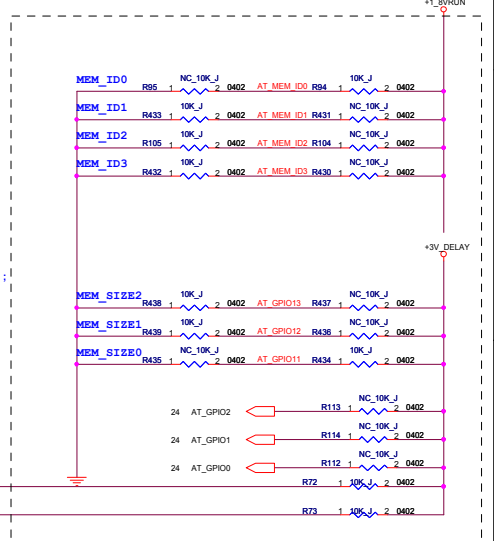 +1_8VRUN
MEM_ID0 R95 1 NC_10K_J 2 0402 AT_MEM_ID0 R94 1 10K_J 2 0402
MEM_ID1 R433 1 10K_J 2 0402 AT_MEM_ID1 R431 1 NC_10K_J 2 0402
MEM_ID2 R105 1 10K_J 2 0402 AT_MEM_ID2 R104 1 NC_10K_J 2 0402
MEM_ID3 R432 1 10K_J 2 0402 AT_MEM_ID3 R430 1 NC_10K_J 2 0402
+3V_DELAY
;
MEM_SIZE2 R438 1 10K_J 2 0402 AT_GPIO13 R437 1 NC_10K_J 2 0402
MEM_SIZE1 R439 1 10K_J 2 0402 AT_GPIO12 R436 1 NC_10K_J 2 0402
MEM_SIZE0 R435 1 NC_10K_J 2 0402 AT_GPIO11 R434 1 10K_J 2 0402
24 AT_GPIO2 R113 1 NC_10K_J 2 0402
24 AT_GPIO1 R114 1 NC_10K_J 2 0402
24 AT_GPIO0 R112 1 NC_10K_J 2 0402
R72 1 10K_J 2 0402
R73 1 10K_J 2 0402